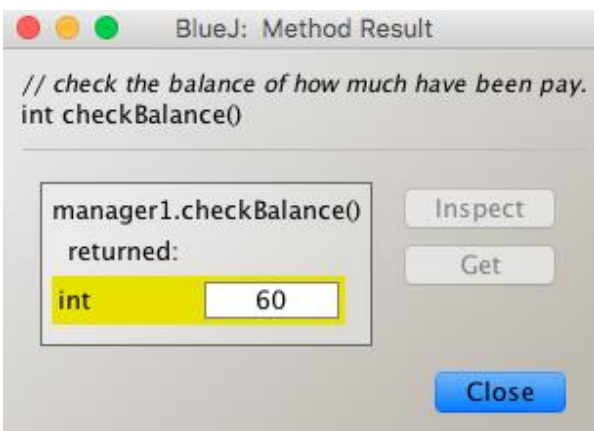 BlueJ: Method Result
// check the balance of how much have been pay.
int checkBalance()
manager1.checkBalance()
returned:
int 60
Inspect
Get
Close